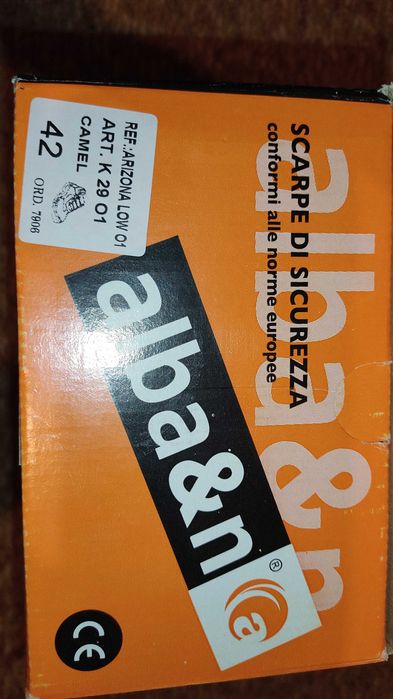 SCARPE DI SICUREZZA
conformi alle norme europee
alba&n
alba&n®
a
REF.:ARIZONA LOW O1
ART. K 29 O1
CAMEL
42
ORD. 7906
CE